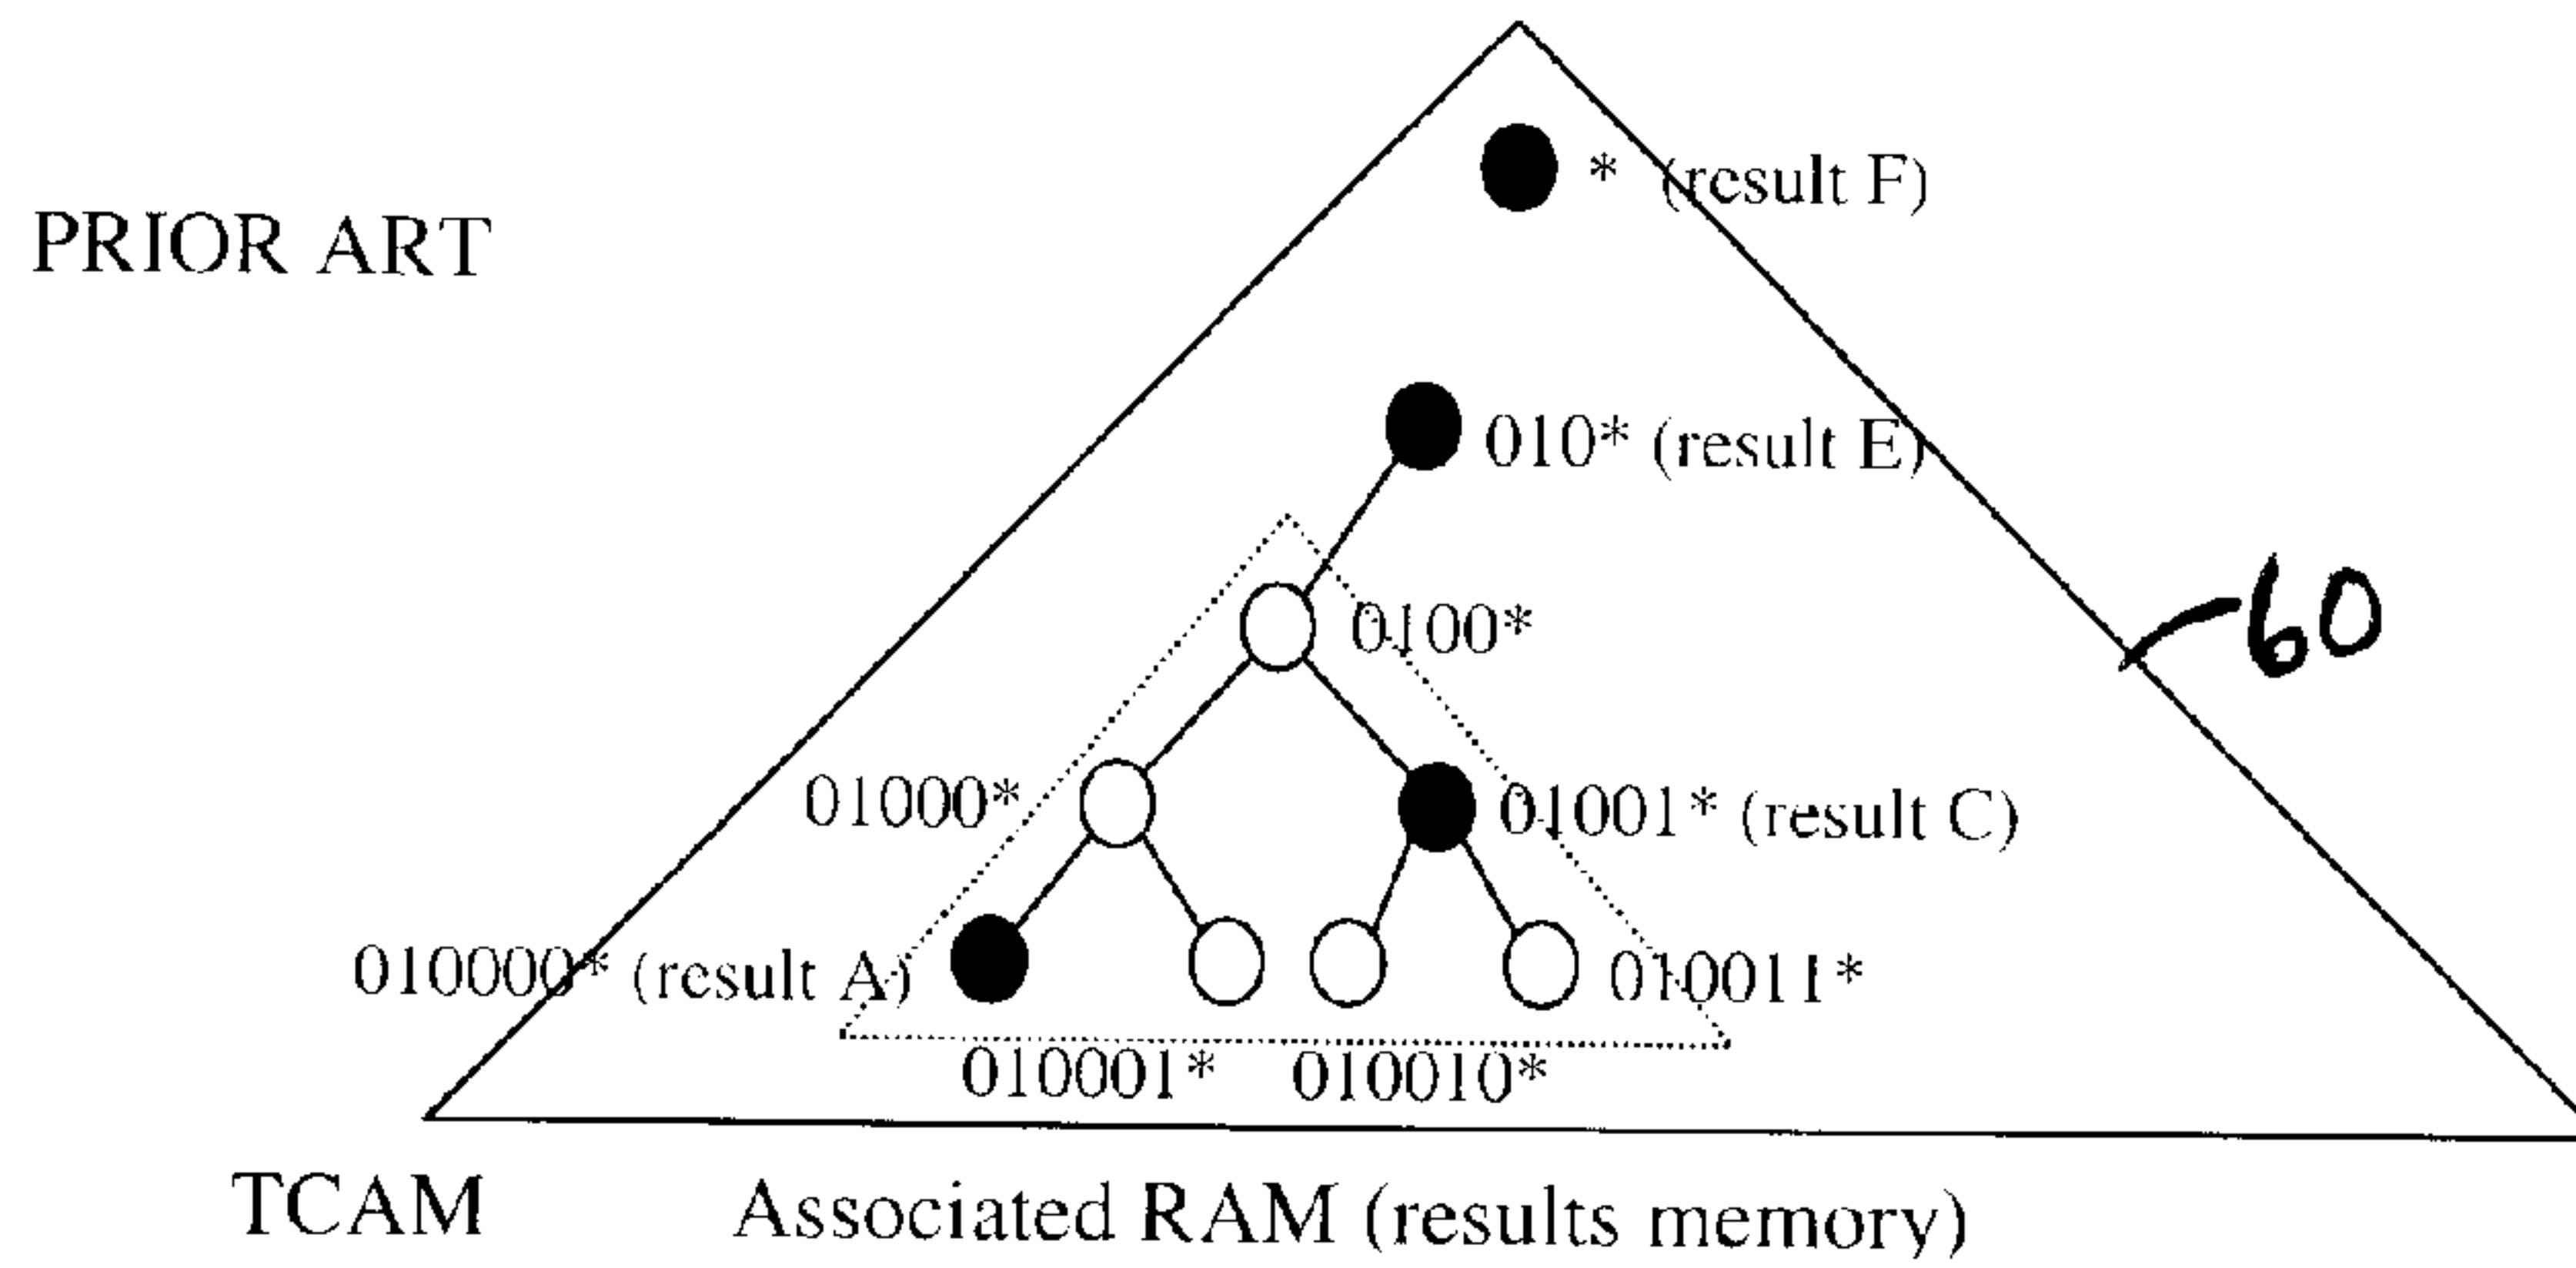 * (result F)
PRIOR ART
010* (result E)
60
0100*
01000*
01001* (result C)
010000* (result A)
010011*
010001* 010010*
TCAM Associated RAM (results memory)